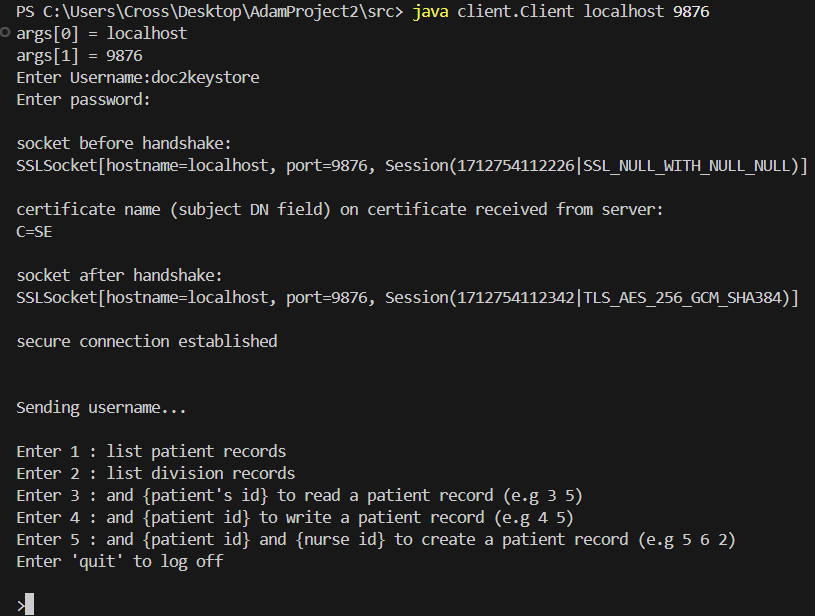 PS C:\Users\Cross\Desktop\AdamProject2\src> java client.Client localhost 9876
args[0] = localhost
args[1] = 9876
Enter Username:doc2keystore
Enter password:
socket before handshake:
SSLSocket[hostname=localhost, port=9876, Session(1712754112226|SSL_NULL_WITH_NULL_NULL)]
certificate name (subject DN field) on certificate received from server:
C=SE
socket after handshake:
SSLSocket[hostname=localhost, port=9876, Session(1712754112342|TLS_AES_256_GCM_SHA384)]
secure connection established
Sending username...
Enter 1 : list patient records
Enter 2 : list division records
Enter 3 : and {patient's id} to read a patient record (e.g 3 5)
Enter 4 : and {patient id} to write a patient record (e.g 4 5)
Enter 5 : and {patient id} and {nurse id} to create a patient record (e.g 5 6 2)
Enter 'quit' to log off
>